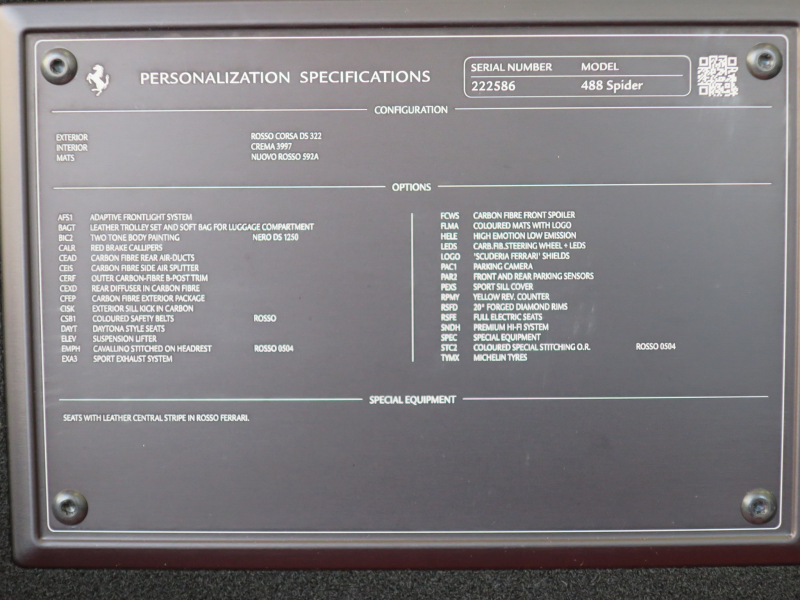 PERSONALIZATION SPECIFICATIONS
SERIAL NUMBER MODEL
222586 488 Spider
CONFIGURATION
EXTERIOR ROSSO CORSA DS 322
INTERIOR CREMA 3997
MATS NUOVO ROSSO 592A
OPTIONS
AFS1 ADAPTIVE FRONTLIGHT SYSTEM
BAGT LEATHER TROLLEY SET AND SOFT BAG FOR LUGGAGE COMPARTMENT
BIC2 TWO TONE BODY PAINTING NERO DS 1250
CALR RED BRAKE CALLIPERS
CEAD CARBON FIBRE REAR AIR-DUCTS
CEIS CARBON FIBRE SIDE AIR SPLITTER
CERF OUTER CARBON-FIBRE B-POST TRIM
CEXD REAR DIFFUSER IN CARBON FIBRE
CFEP CARBON FIBRE EXTERIOR PACKAGE
CISK EXTERIOR SILL KICK IN CARBON
CSB1 COLOURED SAFETY BELTS ROSSO
DAYT DAYTONA STYLE SEATS
ELEV SUSPENSION LIFTER
EMPH CAVALLINO STITCHED ON HEADREST ROSSO 0504
EXA3 SPORT EXHAUST SYSTEM
FCWS CARBON FIBRE FRONT SPOILER
FLMA COLOURED MATS WITH LOGO
HELE HIGH EMOTION LOW EMISSION
LEDS CARB.FIB.STEERING WHEEL + LEDS
LOGO 'SCUDERIA FERRARI' SHIELDS
PAC1 PARKING CAMERA
PAR2 FRONT AND REAR PARKING SENSORS
PEXS SPORT SILL COVER
RPMY YELLOW REV. COUNTER
RSFD 20" FORGED DIAMOND RIMS
RSFE FULL ELECTRIC SEATS
SNDH PREMIUM HI-FI SYSTEM
SPEC SPECIAL EQUIPMENT
STC2 COLOURED SPECIAL STITCHING O.R. ROSSO 0504
TYMX MICHELIN TYRES
SPECIAL EQUIPMENT
SEATS WITH LEATHER CENTRAL STRIPE IN ROSSO FERRARI.